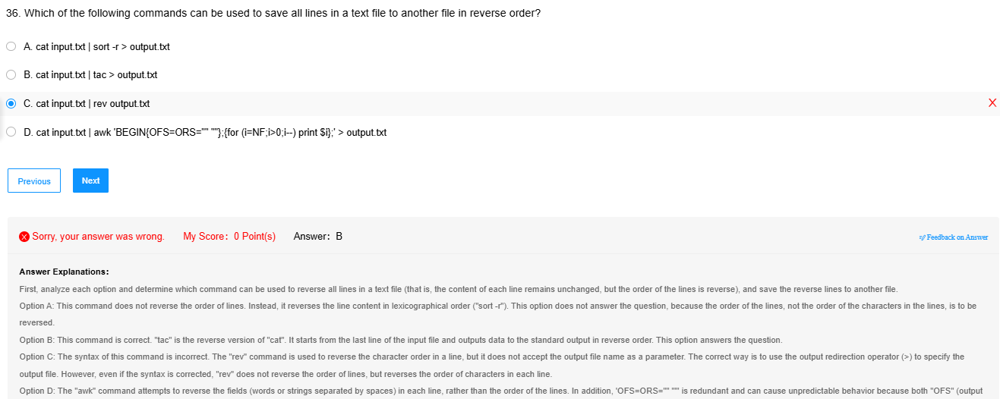 36. Which of the following commands can be used to save all lines in a text file to another file in reverse order?
A. cat input.txt | sort -r > output.txt
B. cat input.txt | tac > output.txt
C. cat input.txt | rev output.txt
X
D. cat input.txt | awk 'BEGIN{OFS=ORS="" ""};{for (i=NF;i>0;i--) print $i};' > output.txt
Previous
Next
Sorry, your answer was wrong. My Score: 0 Point(s) Answer: B
Feedback on Answer
Answer Explanations:
First, analyze each option and determine which command can be used to reverse all lines in a text file (that is, the content of each line remains unchanged, but the order of the lines is reverse), and save the reverse lines to another file.
Option A: This command does not reverse the order of lines. Instead, it reverses the line content in lexicographical order ("sort -r"). This option does not answer the question, because the order of the lines, not the order of the characters in the lines, is to be
reversed.
Option B: This command is correct. "tac" is the reverse version of "cat". It starts from the last line of the input file and outputs data to the standard output in reverse order. This option answers the question.
Option C: The syntax of this command is incorrect. The "rev" command is used to reverse the character order in a line, but it does not accept the output file name as a parameter. The correct way is to use the output redirection operator (>) to specify the
output file. However, even if the syntax is corrected, "rev" does not reverse the order of lines, but reverses the order of characters in each line.
Option D: The "awk" command attempts to reverse the fields (words or strings separated by spaces) in each line, rather than the order of the lines. In addition, 'OFS=ORS="" ""' is redundant and can cause unpredictable behavior because both "OFS" (output